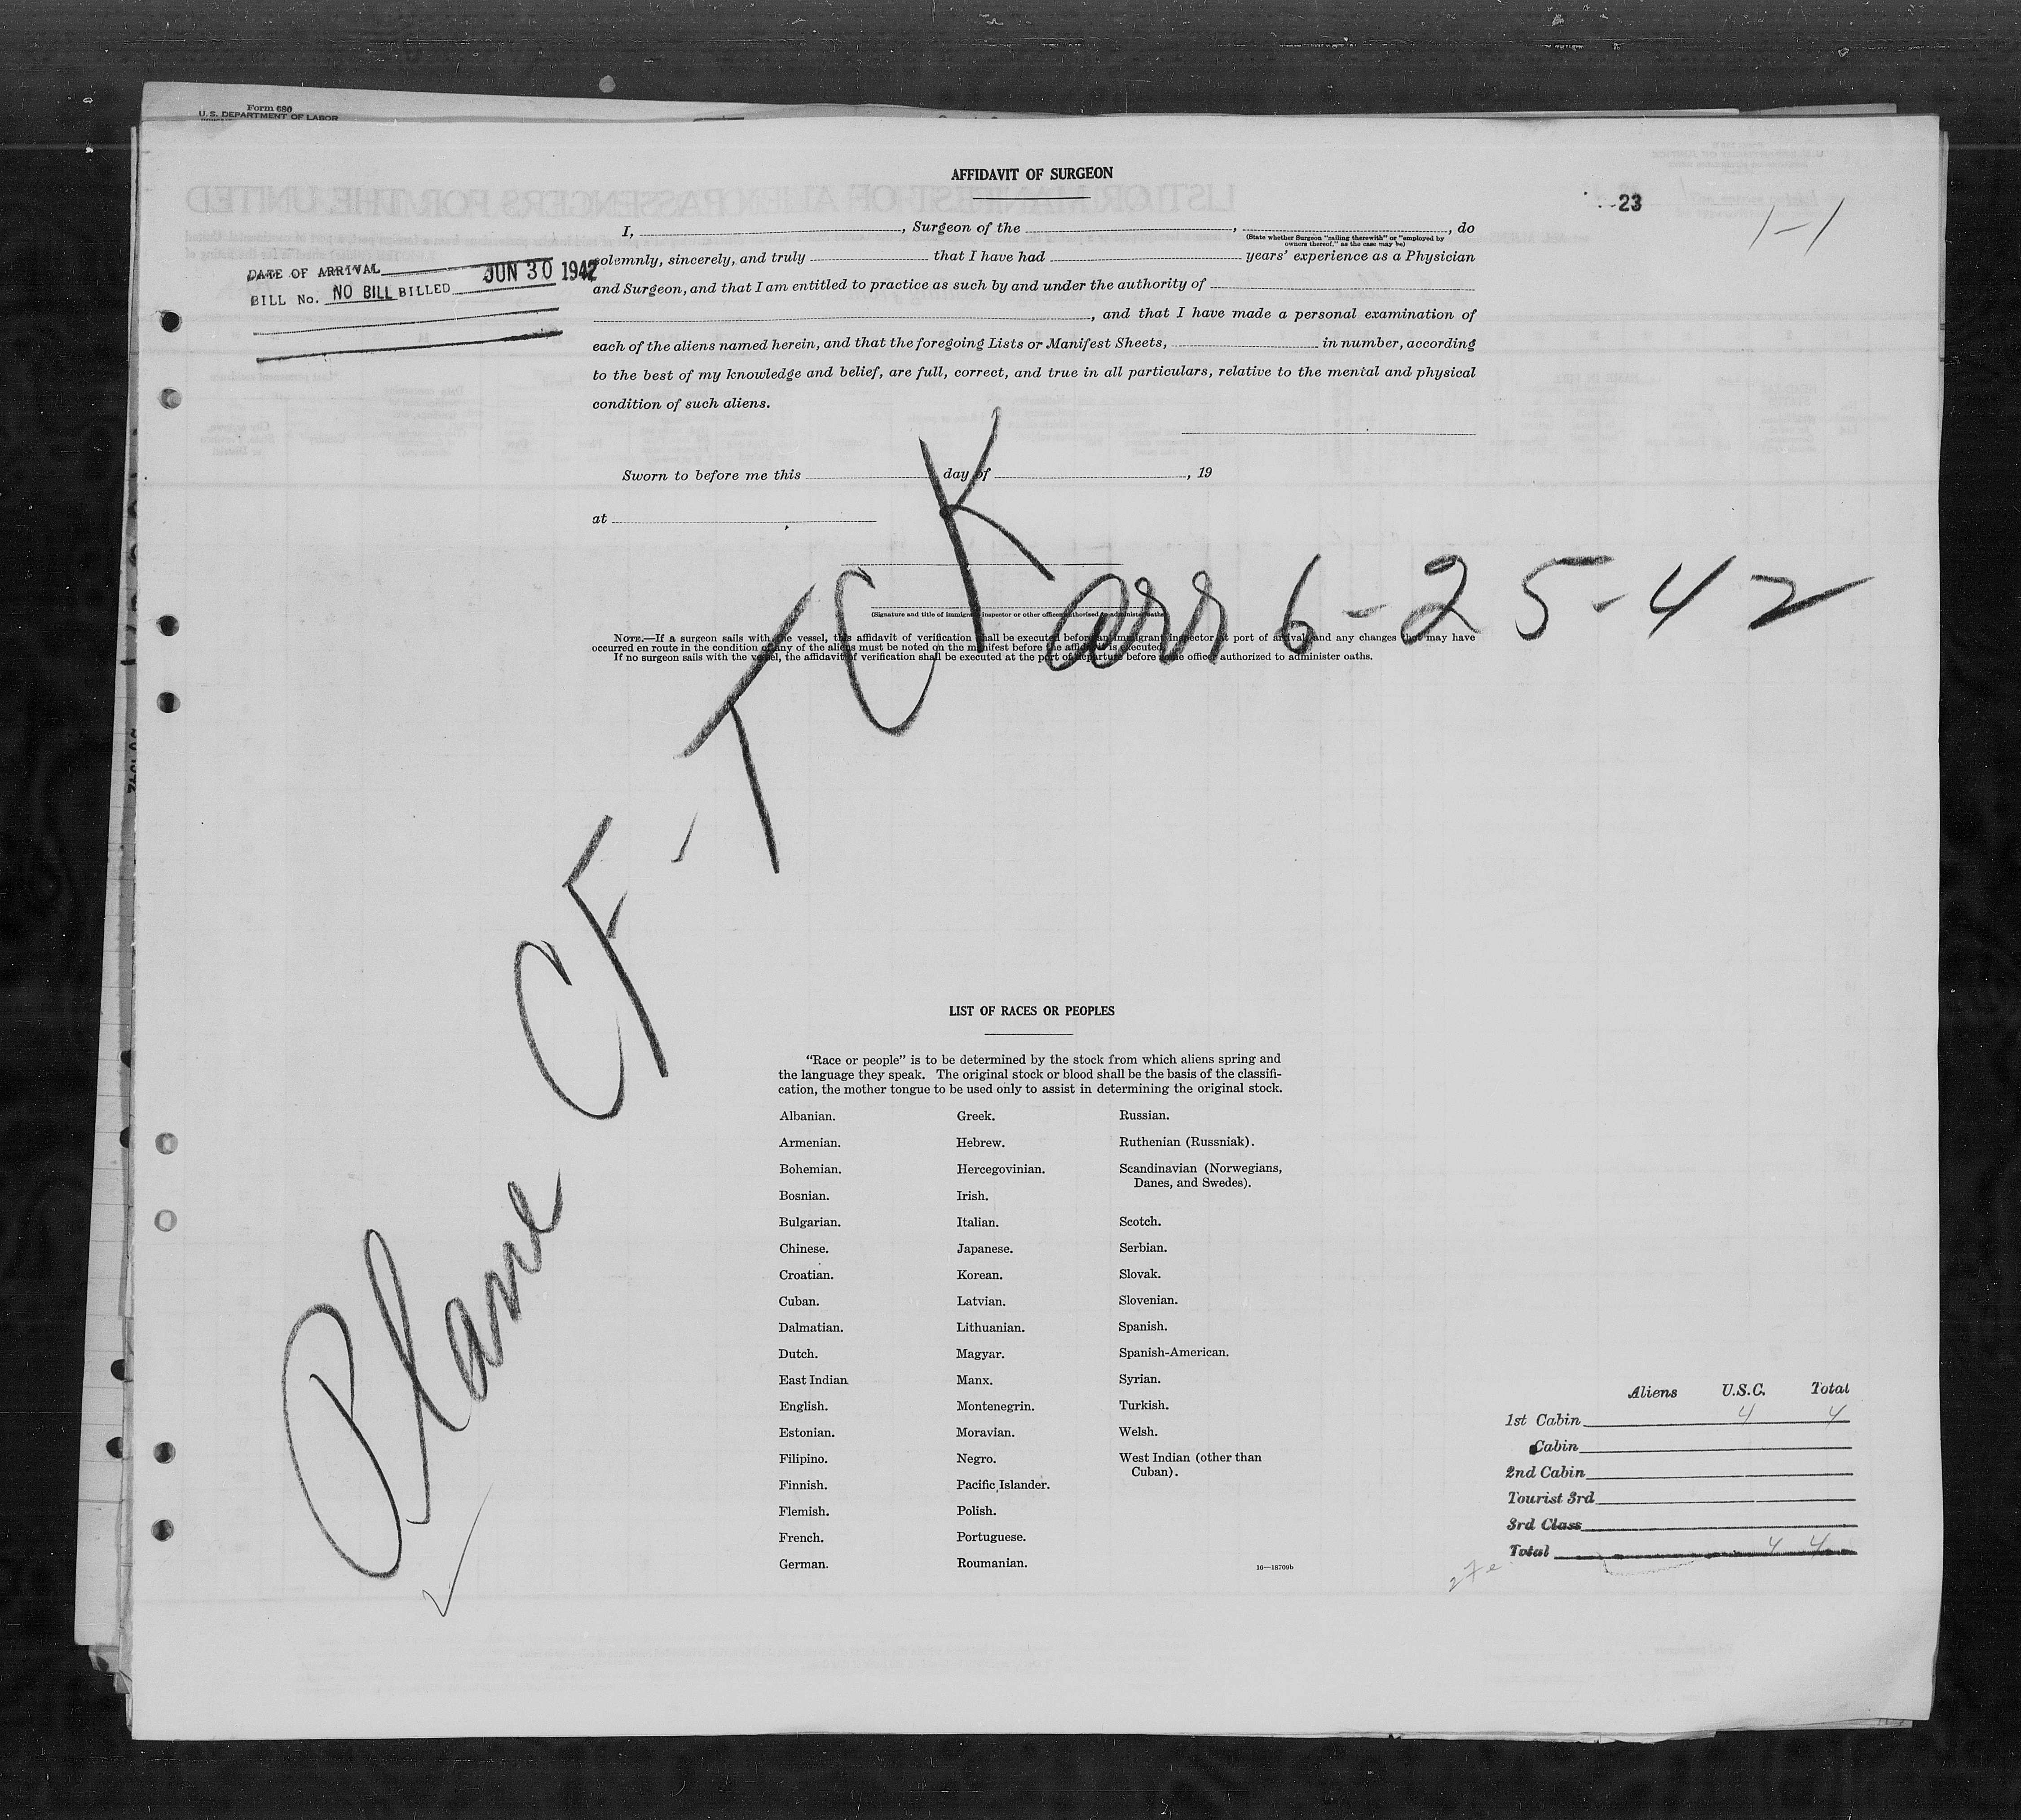 Form 680
U. S. DEPARTMENT OF LABOR
AFFIDAVIT OF SURGEON
23
1-1
I, , Surgeon of the , , do
(State whether Surgeon "sailing therewith" or "employed by
owners thereof," as the case may be)
solemnly, sincerely, and truly that I have had years' experience as a Physician
and Surgeon, and that I am entitled to practice as such by and under the authority of
, and that I have made a personal examination of
each of the aliens named herein, and that the foregoing Lists or Manifest Sheets, in number, according
to the best of my knowledge and belief, are full, correct, and true in all particulars, relative to the mental and physical
condition of such aliens.
DATE OF ARRIVAL JUN 30 1942
BILL No. NO BILL BILLED
Sworn to before me this day of , 19
at
(Signature and title of immigrant inspector or other officer authorized to administer oaths)
NOTE.—If a surgeon sails with the vessel, this affidavit of verification shall be executed before an immigrant inspector at port of arrival and any changes that may have
occurred en route in the condition of any of the aliens must be noted on the manifest before the affidavit is executed.
If no surgeon sails with the vessel, the affidavit of verification shall be executed at the port of departure before some officer authorized to administer oaths.
Plane CF-TCK arr 6-25-42
LIST OF RACES OR PEOPLES
"Race or people" is to be determined by the stock from which aliens spring and
the language they speak. The original stock or blood shall be the basis of the classifi-
cation, the mother tongue to be used only to assist in determining the original stock.
Albanian.
Armenian.
Bohemian.
Bosnian.
Bulgarian.
Chinese.
Croatian.
Cuban.
Dalmatian.
Dutch.
East Indian
English.
Estonian.
Filipino.
Finnish.
Flemish.
French.
German.
Greek.
Hebrew.
Hercegovinian.
Irish.
Italian.
Japanese.
Korean.
Latvian.
Lithuanian.
Magyar.
Manx.
Montenegrin.
Moravian.
Negro.
Pacific Islander.
Polish.
Portuguese.
Roumanian.
Russian.
Ruthenian (Russniak).
Scandinavian (Norwegians,
Danes, and Swedes).
Scotch.
Serbian.
Slovak.
Slovenian.
Spanish.
Spanish-American.
Syrian.
Turkish.
Welsh.
West Indian (other than
Cuban).
16—18709b
Aliens U.S.C. Total
1st Cabin 4 4
Cabin
2nd Cabin
Tourist 3rd
3rd Class
Total 4 4